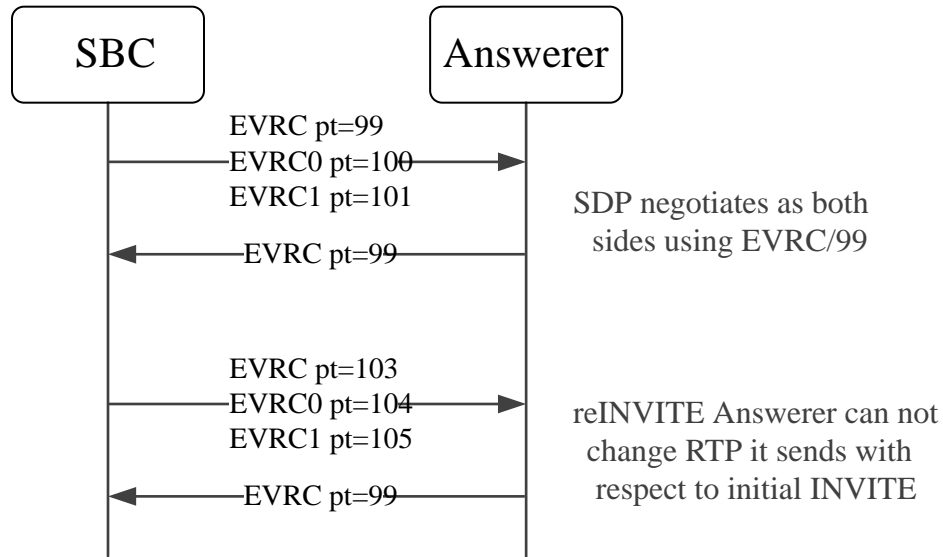 SBC
Answerer
EVRC pt=99
EVRC0 pt=100
EVRC1 pt=101
SDP negotiates as both
sides using EVRC/99
EVRC pt=99
EVRC pt=103
EVRC0 pt=104
EVRC1 pt=105
reINVITE Answerer can not
change RTP it sends with
respect to initial INVITE
EVRC pt=99